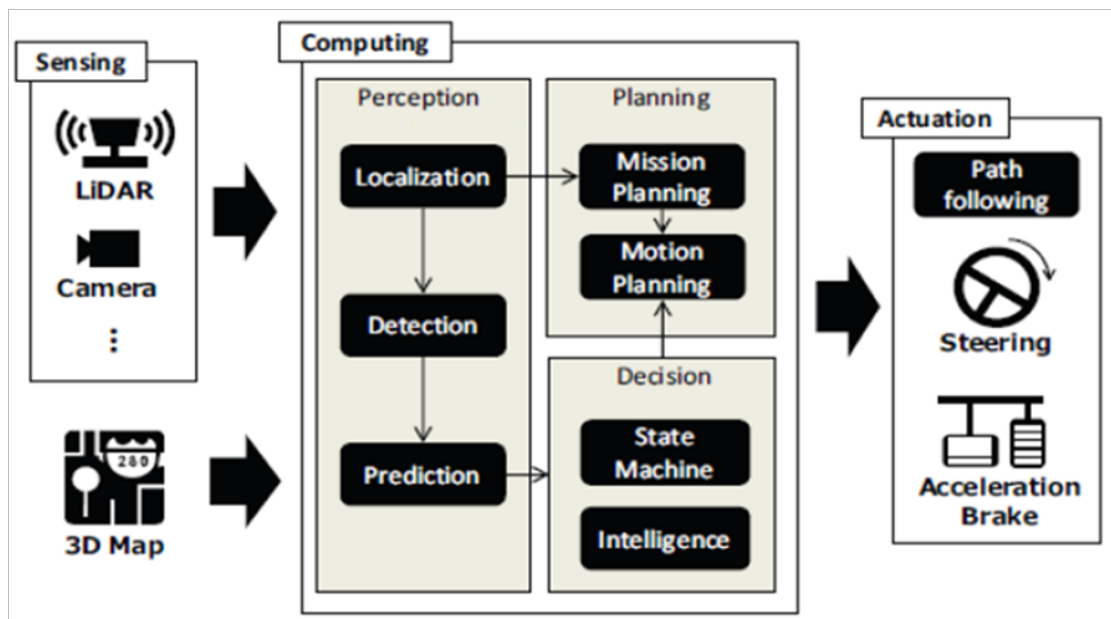 Sensing
LiDAR
Camera
3D Map
280
Computing
Perception
Localization
Detection
Prediction
Planning
Mission
Planning
Motion
Planning
Decision
State
Machine
Intelligence
Actuation
Path
following
Steering
Acceleration
Brake